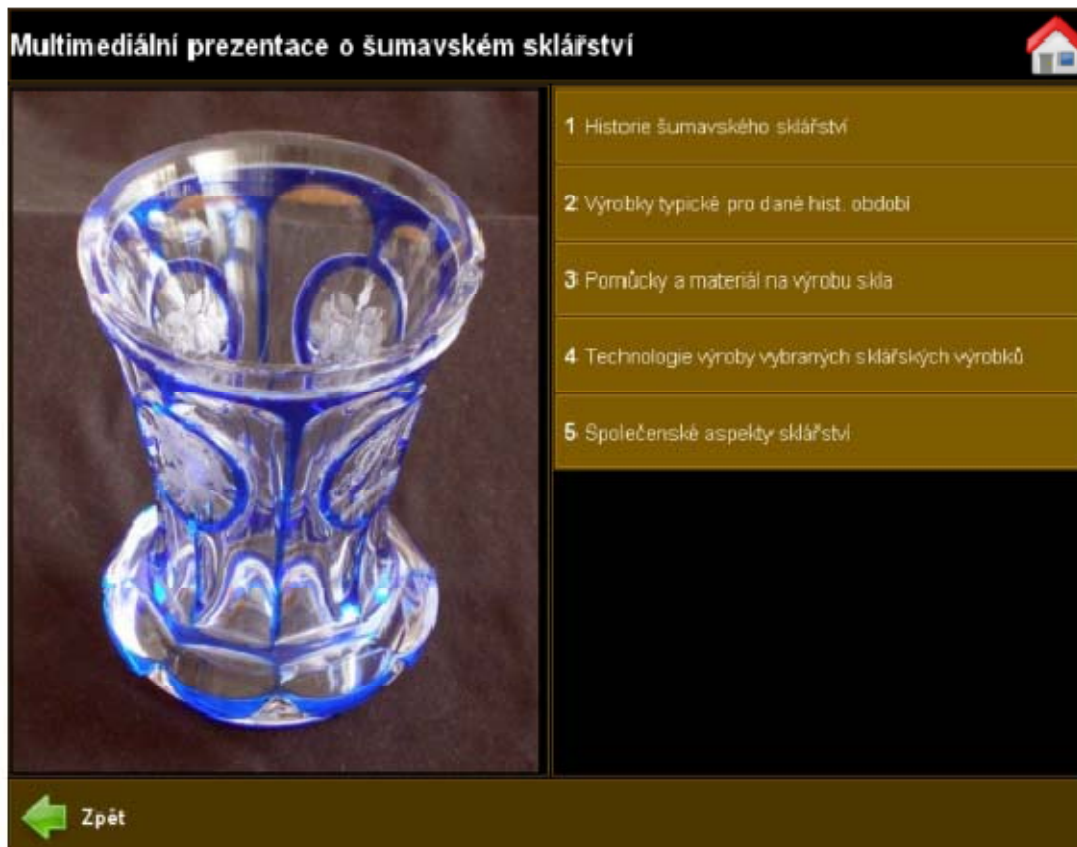 Multimediální prezentace o šumavském sklářství
1 Historie šumavského sklářství
2 Výrobky typické pro dané hist. období
3 Pomůcky a materiál na výrobu skla
4 Technologie výroby vybraných sklářských výrobků
5 Společenské aspekty sklářství
Zpět